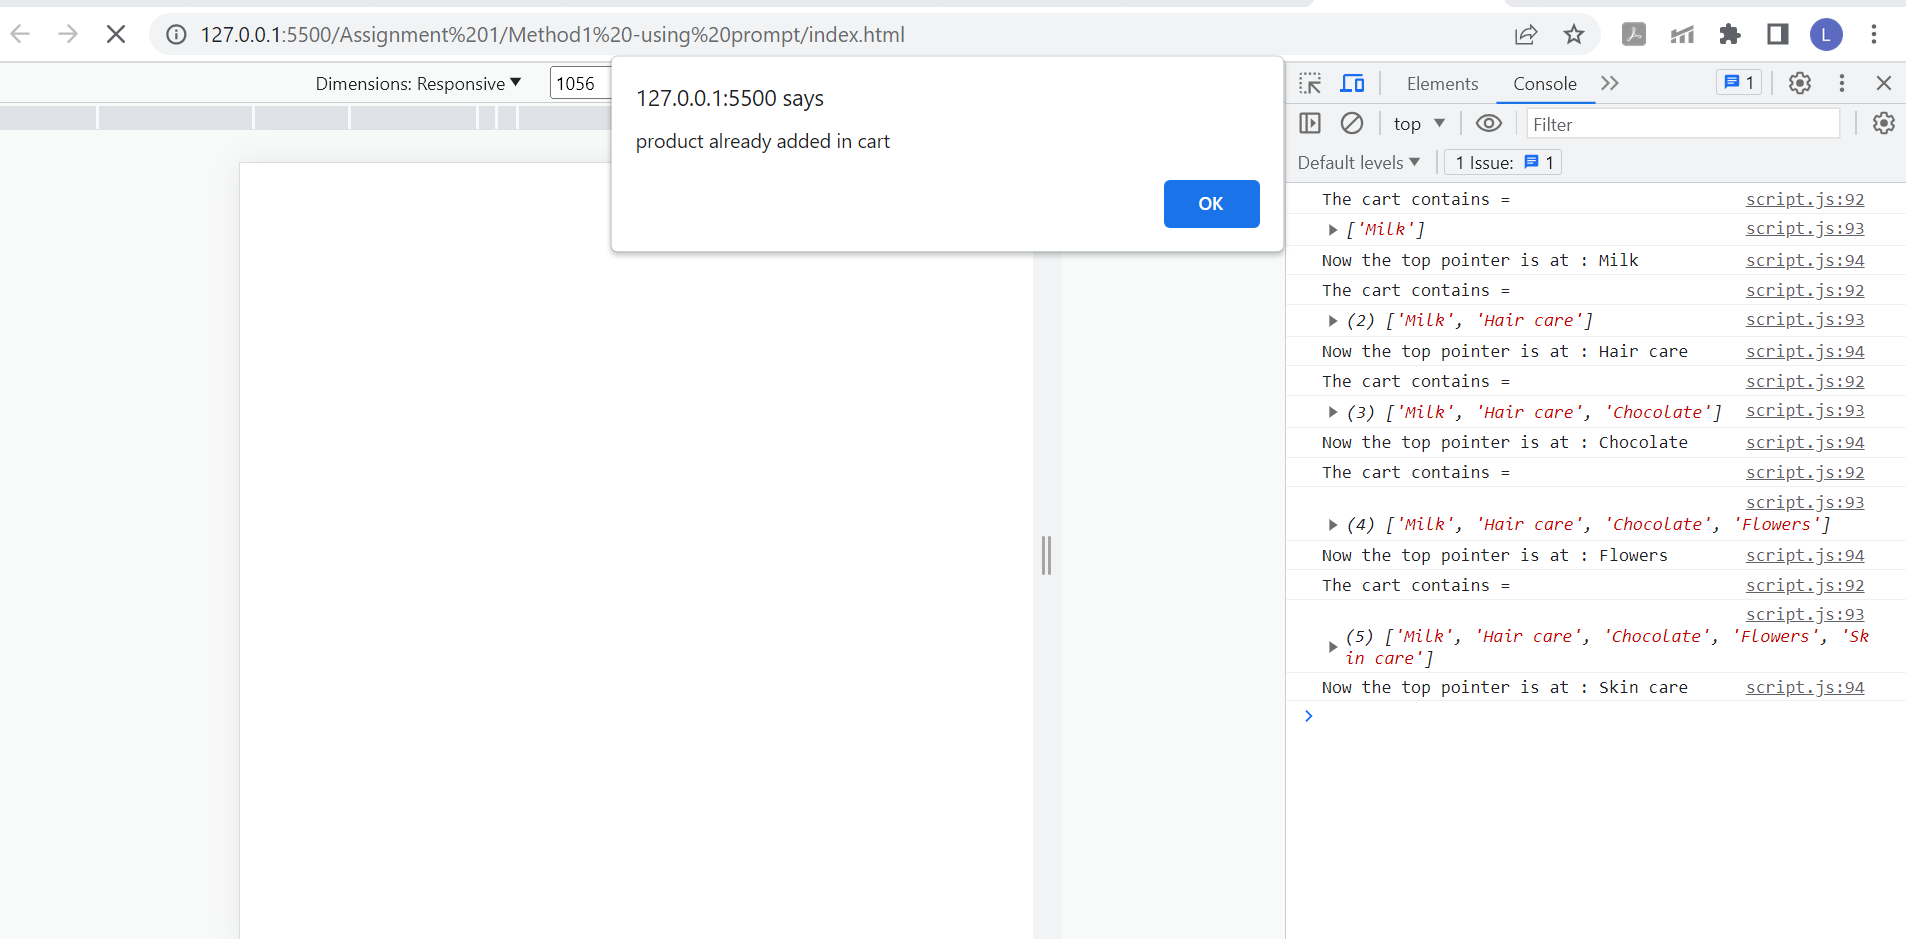 127.0.0.1:5500/Assignment%201/Method1%20-using%20prompt/index.html
L
Dimensions: Responsive
1056
127.0.0.1:5500 says
product already added in cart
OK
Elements
Console
1
top
Filter
Default levels
1 Issue: 1
The cart contains = script.js:92
['Milk'] script.js:93
Now the top pointer is at : Milk script.js:94
The cart contains = script.js:92
(2) ['Milk', 'Hair care'] script.js:93
Now the top pointer is at : Hair care script.js:94
The cart contains = script.js:92
(3) ['Milk', 'Hair care', 'Chocolate'] script.js:93
Now the top pointer is at : Chocolate script.js:94
The cart contains = script.js:92
script.js:93
(4) ['Milk', 'Hair care', 'Chocolate', 'Flowers']
Now the top pointer is at : Flowers script.js:94
The cart contains = script.js:92
script.js:93
(5) ['Milk', 'Hair care', 'Chocolate', 'Flowers', 'Sk
in care']
Now the top pointer is at : Skin care script.js:94